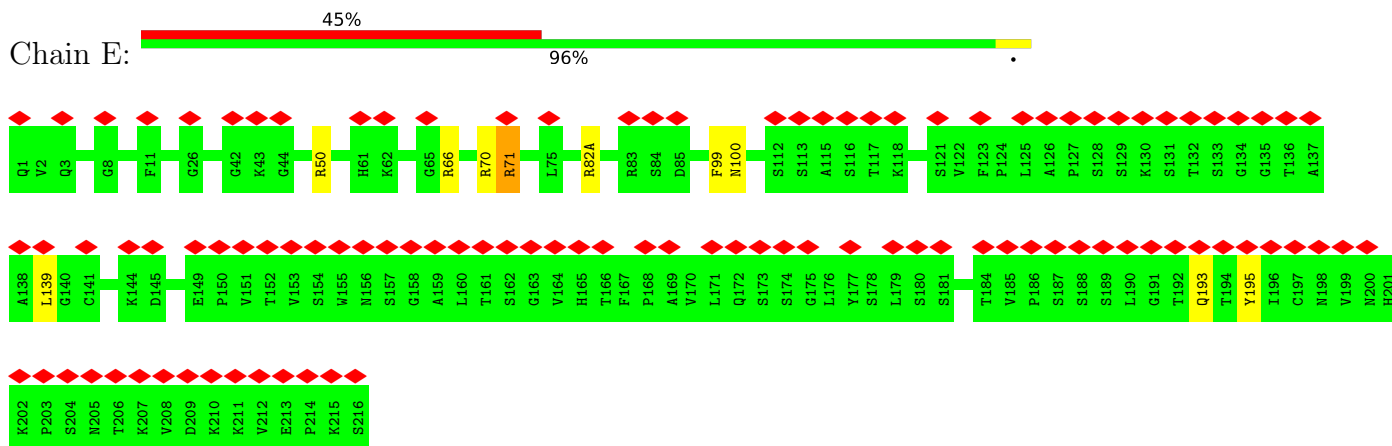 45%
Chain E:
96%
.
Q1 V2 Q3 G8 F11 G26 G42 K43 G44 R50 H61 K62 G65 R66 R70 R71 L75 R82A R83 S84 D85 F99 N100 S112 S113 A115 S116 T117 K118 S121 V122 F123 P124 L125 A126 P127 S128 S129 K130 S131 T132 S133 G134 G135 T136 A137
A138 L139 G140 C141 K144 D145 E149 P150 V151 T152 V153 S154 W155 N156 S157 G158 A159 L160 T161 S162 G163 V164 H165 T166 F167 P168 A169 V170 L171 Q172 S173 S174 G175 L176 Y177 S178 L179 S180 S181 T184 V185 P186 S187 S188 S189 L190 G191 T192 Q193 T194 Y195 I196 C197 N198 V199 N200 H201
K202 P203 S204 N205 T206 K207 V208 D209 K210 K211 V212 E213 P214 K215 S216